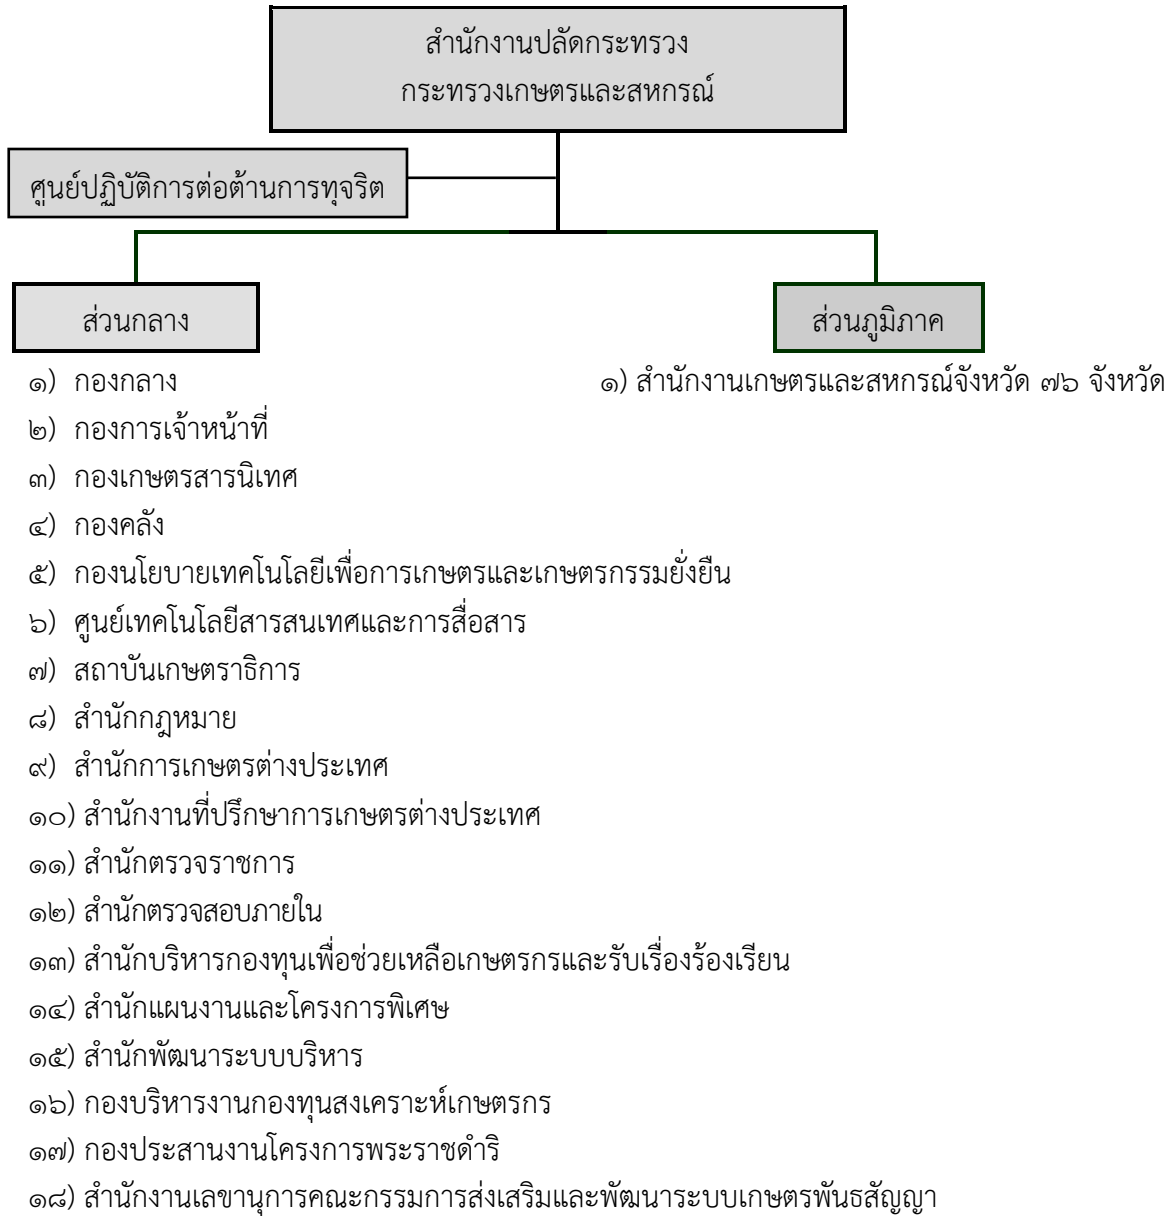 สำนักงานปลัดกระทรวง
กระทรวงเกษตรและสหกรณ์
ศูนย์ปฏิบัติการต่อต้านการทุจริต
ส่วนกลาง
๑) กองกลาง
๒) กองการเจ้าหน้าที่
๓) กองเกษตรสารนิเทศ
๔) กองคลัง
๕) กองนโยบายเทคโนโลยีเพื่อการเกษตรและเกษตรกรรมยั่งยืน
๖) ศูนย์เทคโนโลยีสารสนเทศและการสื่อสาร
๗) สถาบันเกษตราธิการ
๘) สำนักกฎหมาย
๙) สำนักการเกษตรต่างประเทศ
๑๐) สำนักงานที่ปรึกษาการเกษตรต่างประเทศ
๑๑) สำนักตรวจราชการ
๑๒) สำนักตรวจสอบภายใน
๑๓) สำนักบริหารกองทุนเพื่อช่วยเหลือเกษตรกรและรับเรื่องร้องเรียน
๑๔) สำนักแผนงานและโครงการพิเศษ
๑๕) สำนักพัฒนาระบบบริหาร
๑๖) กองบริหารงานกองทุนสงเคราะห์เกษตรกร
๑๗) กองประสานงานโครงการพระราชดำริ
๑๘) สำนักงานเลขานุการคณะกรรมการส่งเสริมและพัฒนาระบบเกษตรพันธสัญญา
ส่วนภูมิภาค
๑) สำนักงานเกษตรและสหกรณ์จังหวัด ๗๖ จังหวัด